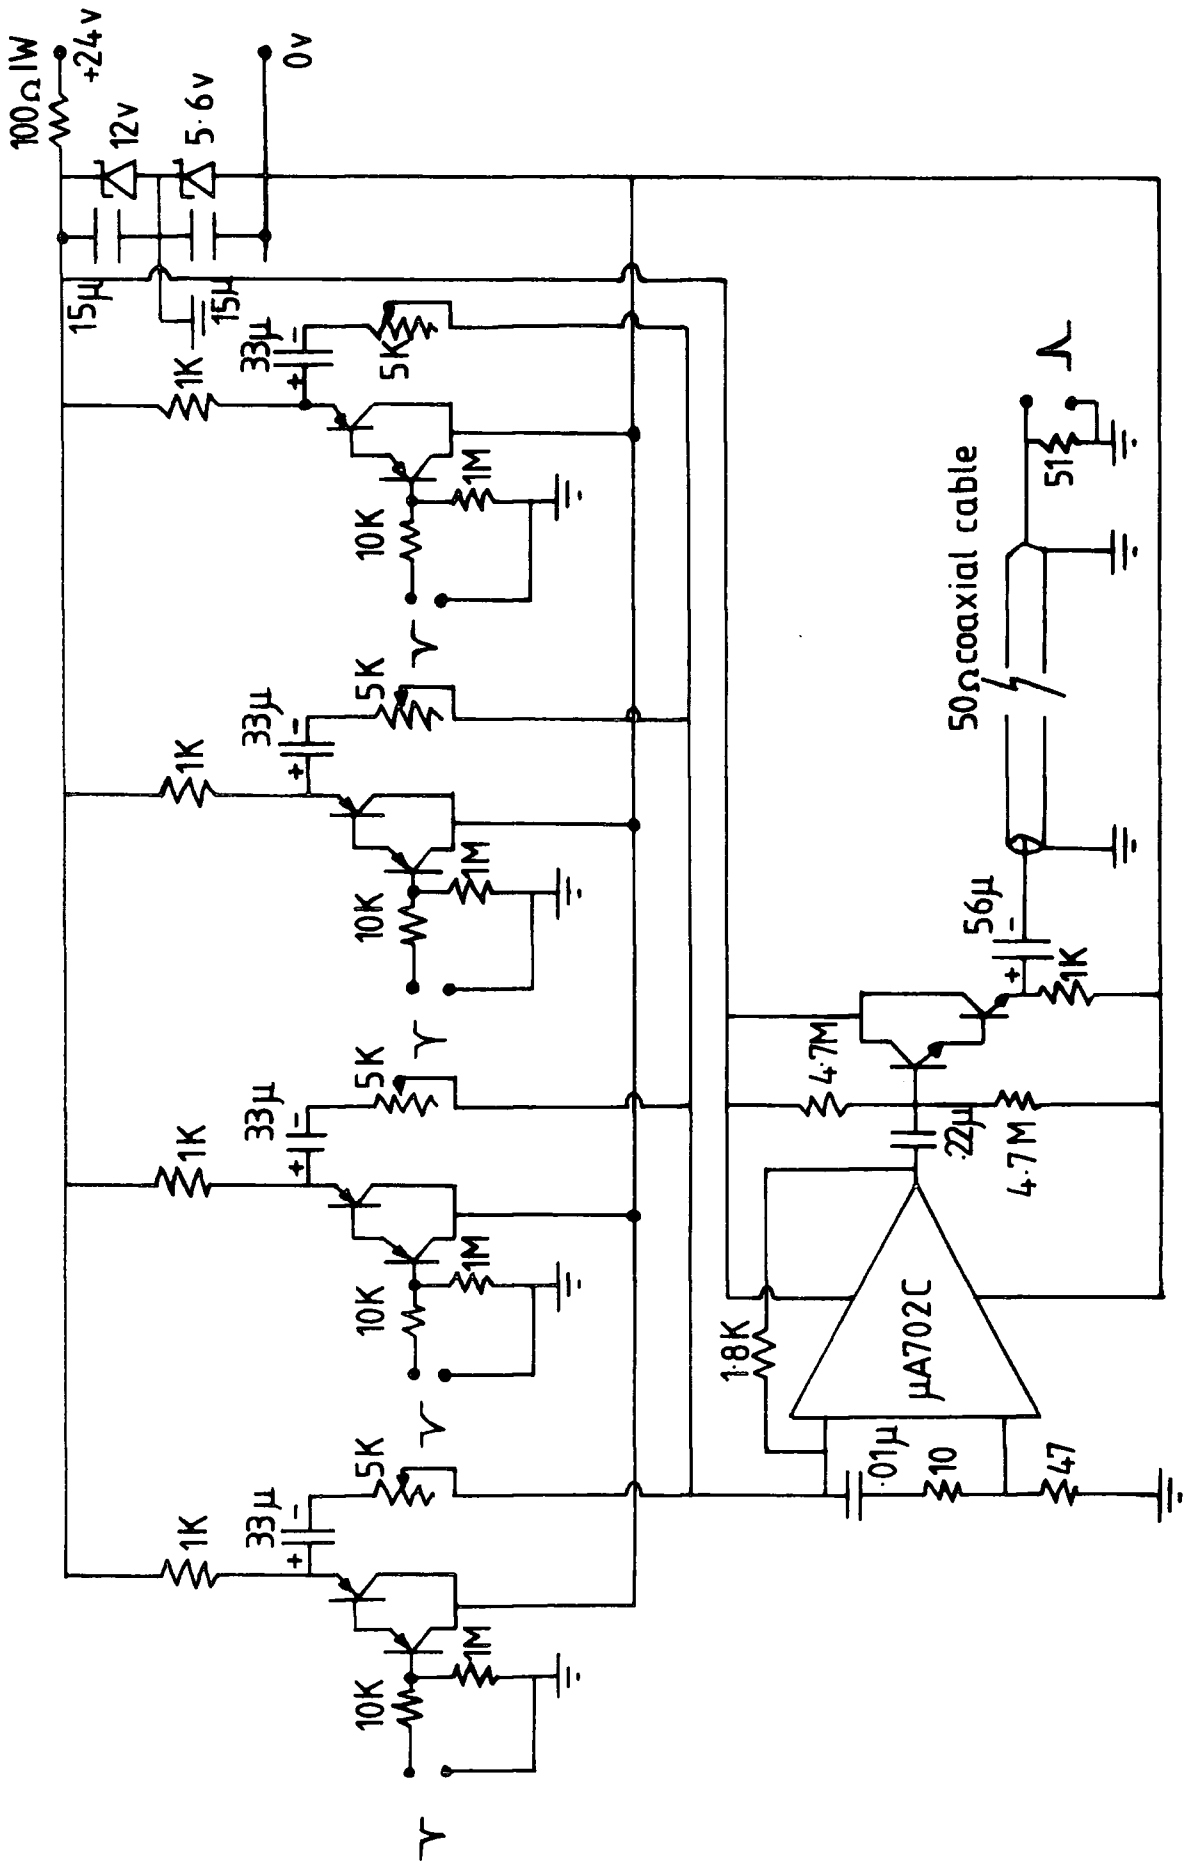 100Ω 1W
+24v
12v
5.6v
0v
15μ
15μ
1K
33μ
-
+
5K
10K
1M
1K
33μ
-
+
5K
10K
1M
1K
33μ
-
+
5K
10K
1M
1K
33μ
-
+
5K
10K
1M
1.8K
μA702C
.01μ
10
47
4.7M
.22μ
4.7M
56μ
-
+
1K
50Ω coaxial cable
51